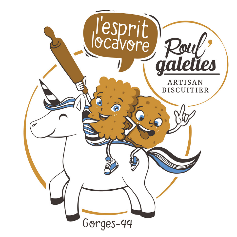 l'esprit
locavore
Roul'
galettes
ARTISAN
BISCUITIER
Gorges-44